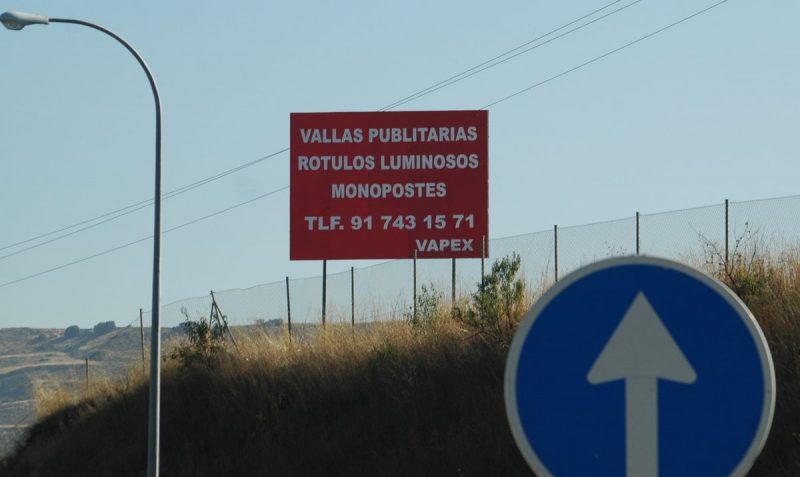 VALLAS PUBLITARIAS
ROTULOS LUMINOSOS
MONOPOSTES
TLF. 91 743 15 71
VAPEX